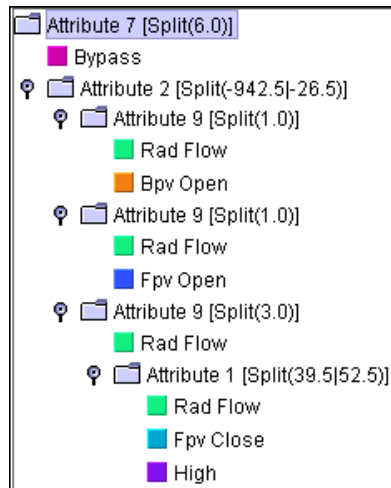 Attribute 7 [Split(6.0)]
Bypass
Attribute 2 [Split(-942.5|-26.5)]
Attribute 9 [Split(1.0)]
Rad Flow
Bpv Open
Attribute 9 [Split(1.0)]
Rad Flow
Fpv Open
Attribute 9 [Split(3.0)]
Rad Flow
Attribute 1 [Split(39.5|52.5)]
Rad Flow
Fpv Close
High